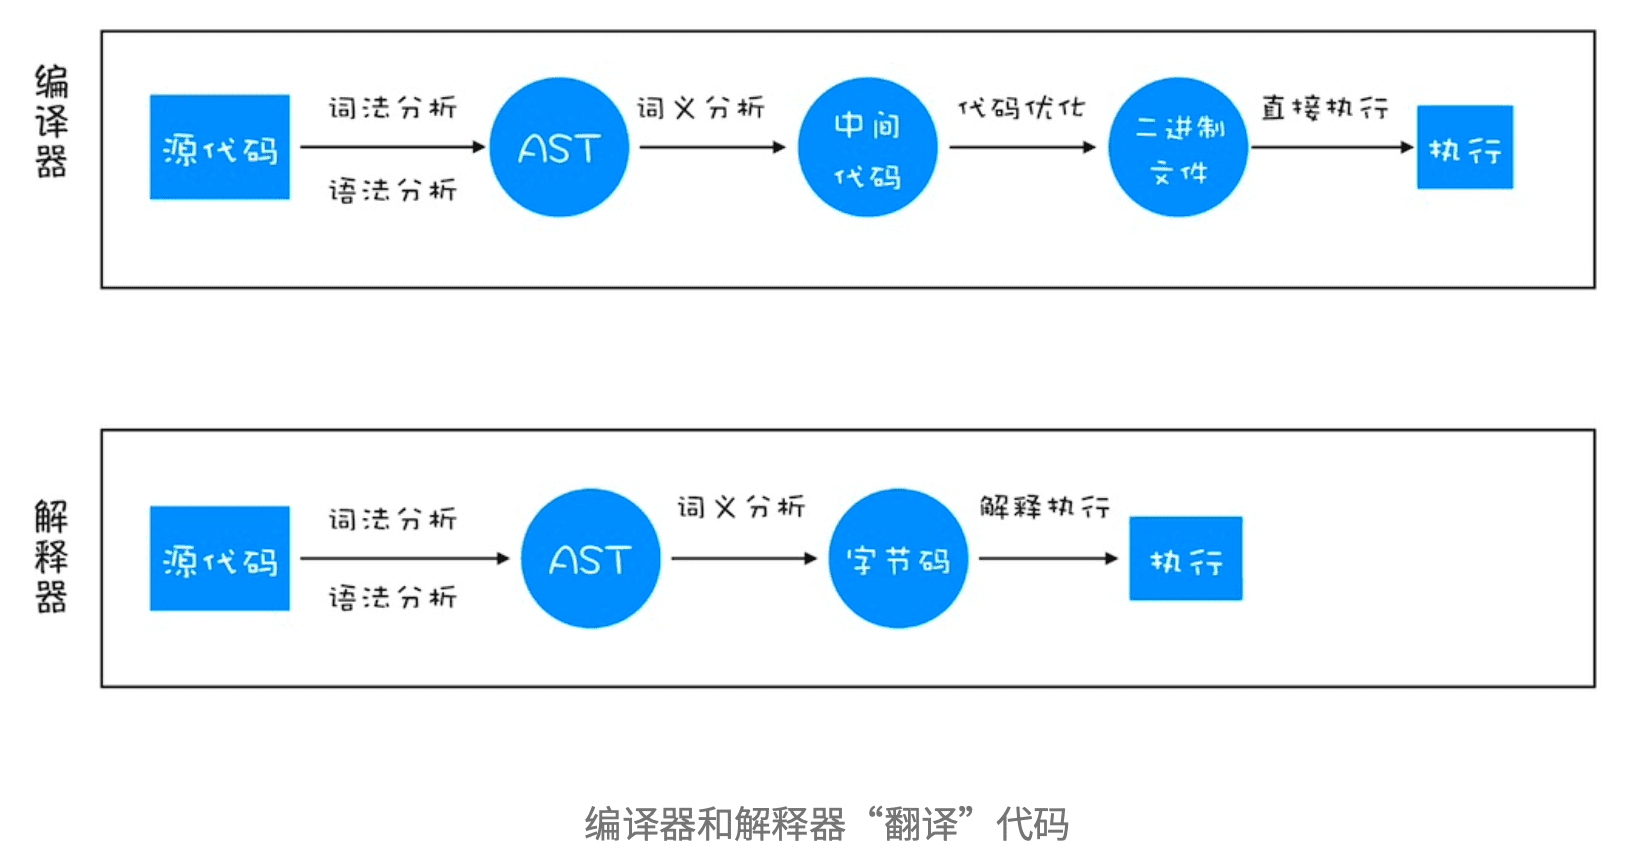 编译器
源代码
词法分析
语法分析
AST
词义分析
中间
代码
代码优化
二进制
文件
直接执行
执行
解释器
源代码
词法分析
语法分析
AST
词义分析
字节码
解释执行
执行
编译器和解释器“翻译”代码